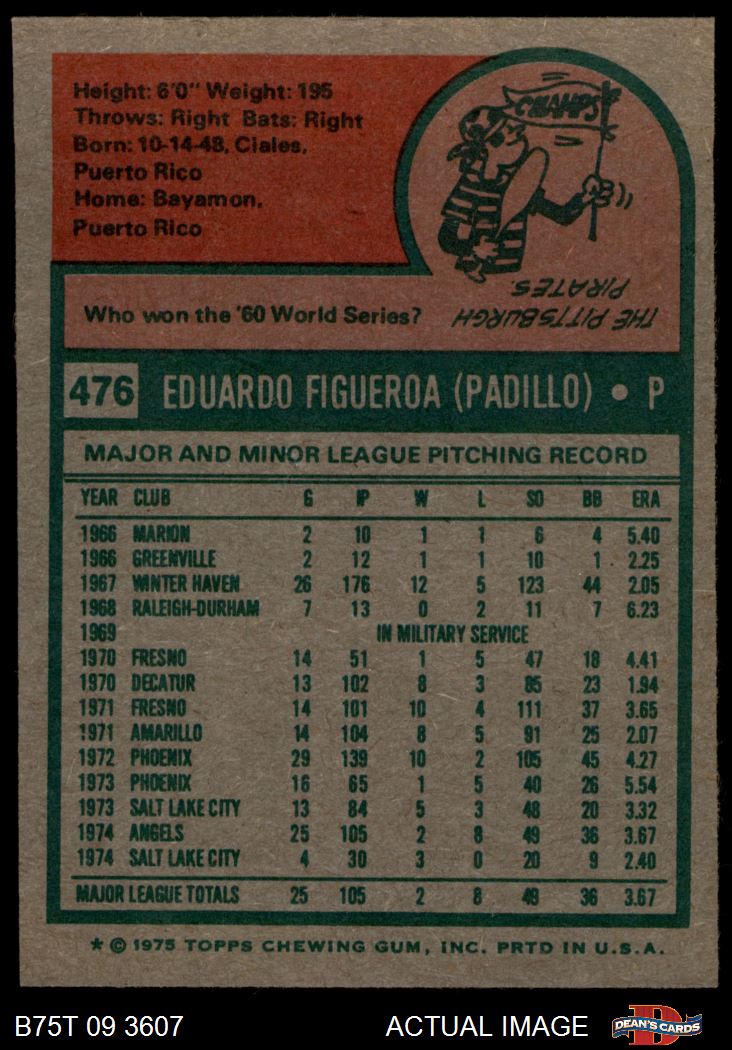 Height: 6'0" Weight: 195
Throws: Right Bats: Right
Born: 10-14-48, Ciales,
Puerto Rico
Home: Bayamon,
Puerto Rico
CHAMPS
Who won the '60 World Series?
THE PITTSBURGH
PIRATES.
476 EDUARDO FIGUEROA (PADILLO) • P
MAJOR AND MINOR LEAGUE PITCHING RECORD
YEAR CLUB G IP W L SO BB ERA
1966 MARION 2 10 1 1 6 4 5.40
1966 GREENVILLE 2 12 1 1 10 1 2.25
1967 WINTER HAVEN 26 176 12 5 123 44 2.05
1968 RALEIGH-DURHAM 7 13 0 2 11 7 6.23
1969 IN MILITARY SERVICE
1970 FRESNO 14 51 1 5 47 18 4.41
1970 DECATUR 13 102 8 3 85 23 1.94
1971 FRESNO 14 101 10 4 111 37 3.65
1971 AMARILLO 14 104 8 5 91 25 2.07
1972 PHOENIX 29 139 10 2 105 45 4.27
1973 PHOENIX 16 65 1 5 40 26 5.54
1973 SALT LAKE CITY 13 84 5 3 48 20 3.32
1974 ANGELS 25 105 2 8 49 36 3.67
1974 SALT LAKE CITY 4 30 3 0 20 9 2.40
MAJOR LEAGUE TOTALS 25 105 2 8 49 36 3.67
* © 1975 TOPPS CHEWING GUM, INC. PRTD IN U.S.A.
B75T 09 3607 ACTUAL IMAGE D DEAN'S CARDS